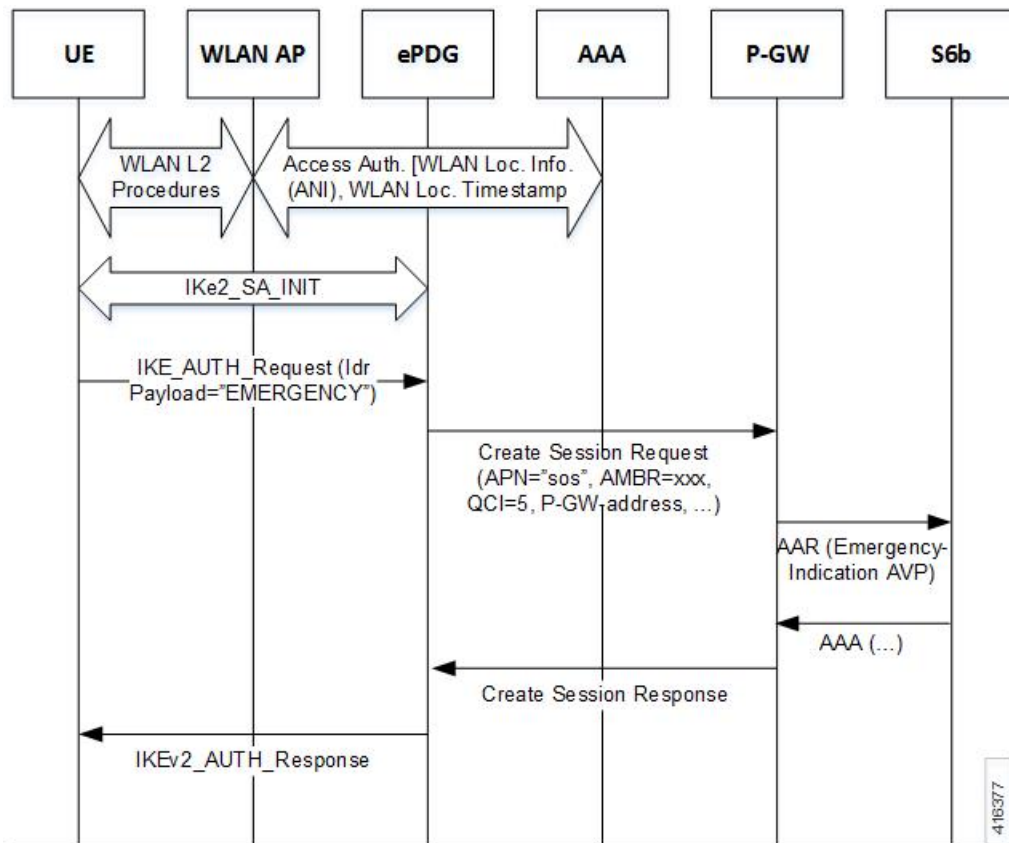 UE
WLAN AP
ePDG
AAA
P-GW
S6b
WLAN L2
Procedures
Access Auth. [WLAN Loc. Info.
(ANI), WLAN Loc. Timestamp
IKe2_SA_INIT
IKE_AUTH_Request (Idr
Payload=”EMERGENCY”)
Create Session Request
(APN=”sos”, AMBR=xxx,
QCI=5, P-GW-address, ...)
AAR (Emergency-
Indication AVP)
AAA (...)
Create Session Response
IKEv2_AUTH_Response
416377